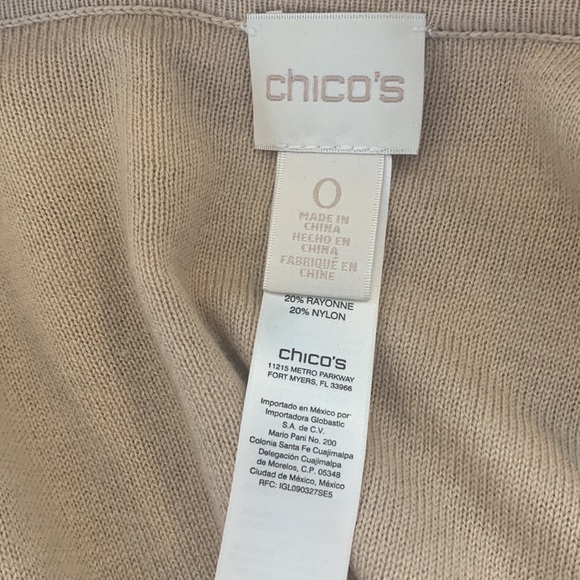 chico's
0
MADE IN
CHINA
HECHO EN
CHINA
FABRIQUÉ EN
CHINE
20% RAYONNE
20% NYLON
chico's
11215 METRO PARKWAY
FORT MYERS, FL 33966
Importado en México por:
Importadora Globastic
S.A. de C.V.
Mario Pani No. 200
Colonia Santa Fe Cuajimalpa
Delegación Cuajimalpa
de Morelos, C.P. 05348
Ciudad de México, México
RFC: IGL090327SE5